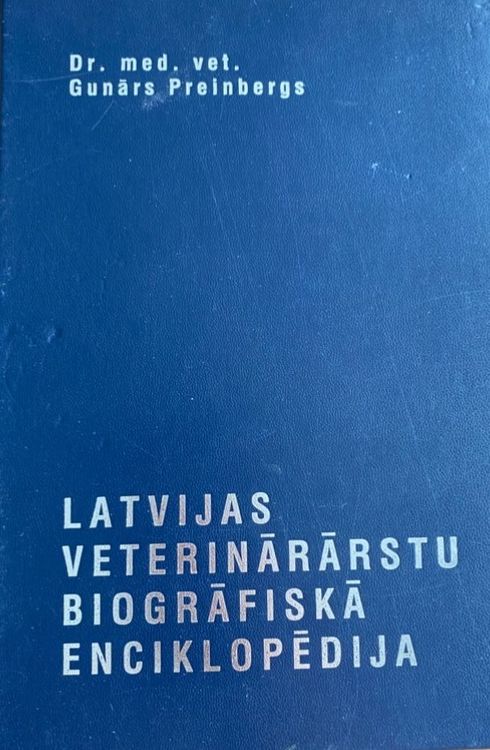 Dr. med. vet.
Gunārs Preinbergs
LATVIJAS
VETERINĀRĀRSTU
BIOGRĀFISKĀ
ENCIKLOPĒDIJA